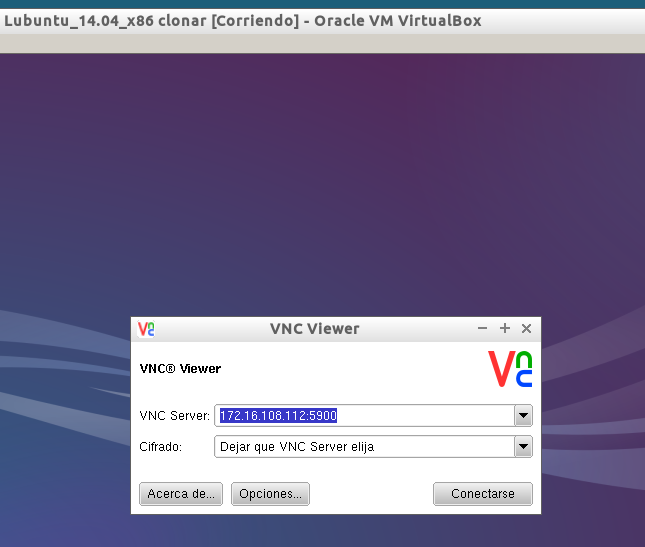 Lubuntu_14.04_x86 clonar [Corriendo] - Oracle VM VirtualBox
VNC Viewer
VNC® Viewer
VNC Server: 172.16.108.112:5900
Cifrado: Dejar que VNC Server elija
Acerca de... Opciones... Conectarse